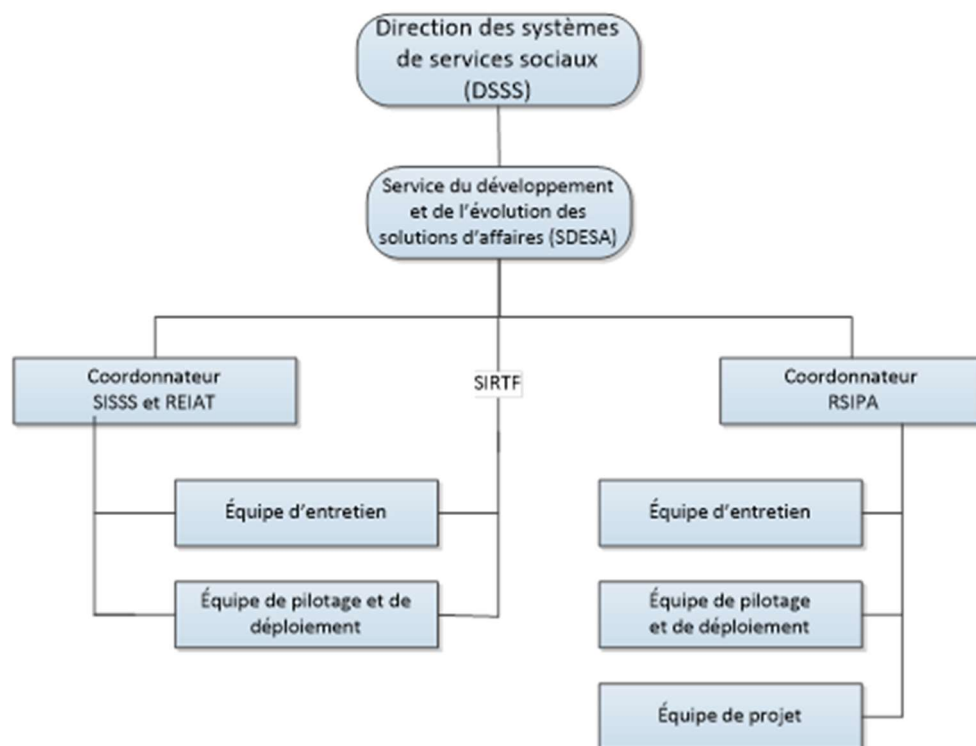 Direction des systèmes
de services sociaux
(DSSS)
Service du développement
et de l'évolution des
solutions d'affaires (SDESA)
Coordonnateur
SISSS et REIAT
SIRTF
Coordonnateur
RSIPA
Équipe d'entretien
Équipe de pilotage et de
déploiement
Équipe d'entretien
Équipe de pilotage
et de déploiement
Équipe de projet